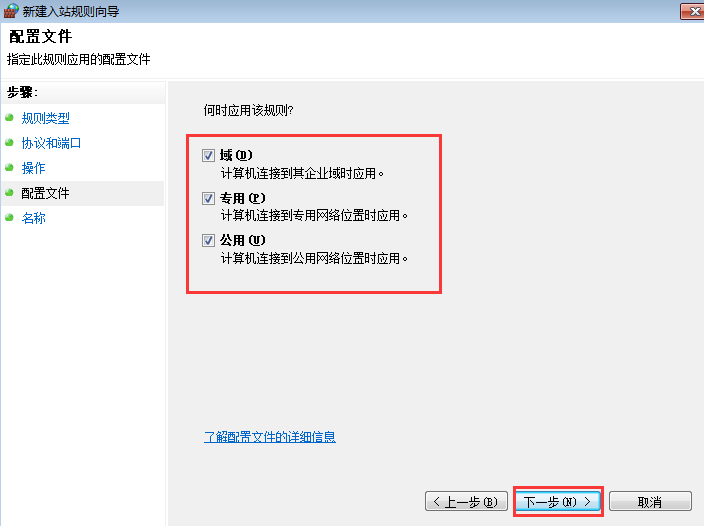 新建入站规则向导
配置文件
指定此规则应用的配置文件
步骤:
规则类型
协议和端口
操作
配置文件
名称
何时应用该规则?
域(D)
计算机连接到其企业域时应用。
专用(P)
计算机连接到专用网络位置时应用。
公用(U)
计算机连接到公用网络位置时应用。
了解配置文件的详细信息
< 上一步(B)
下一步(N) >
取消